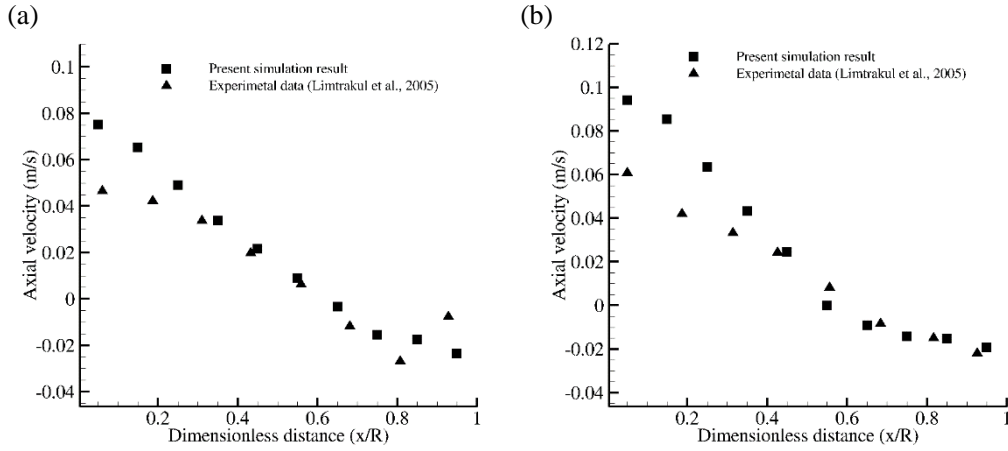 (a)
0.1
0.08
0.06
0.04
0.02
0
-0.02
-0.04
Axial velocity (m/s)
Present simulation result
Experimetal data (Limtrakul et al., 2005)
0.2
0.4
0.6
0.8
1
Dimensionless distance (x/R)
(b)
0.12
0.1
0.08
0.06
0.04
0.02
0
-0.02
-0.04
Axial velocity (m/s)
Present simulation result
Experimetal data (Limtrakul et al., 2005)
0.2
0.4
0.6
0.8
1
Dimensionless distance (x/R)